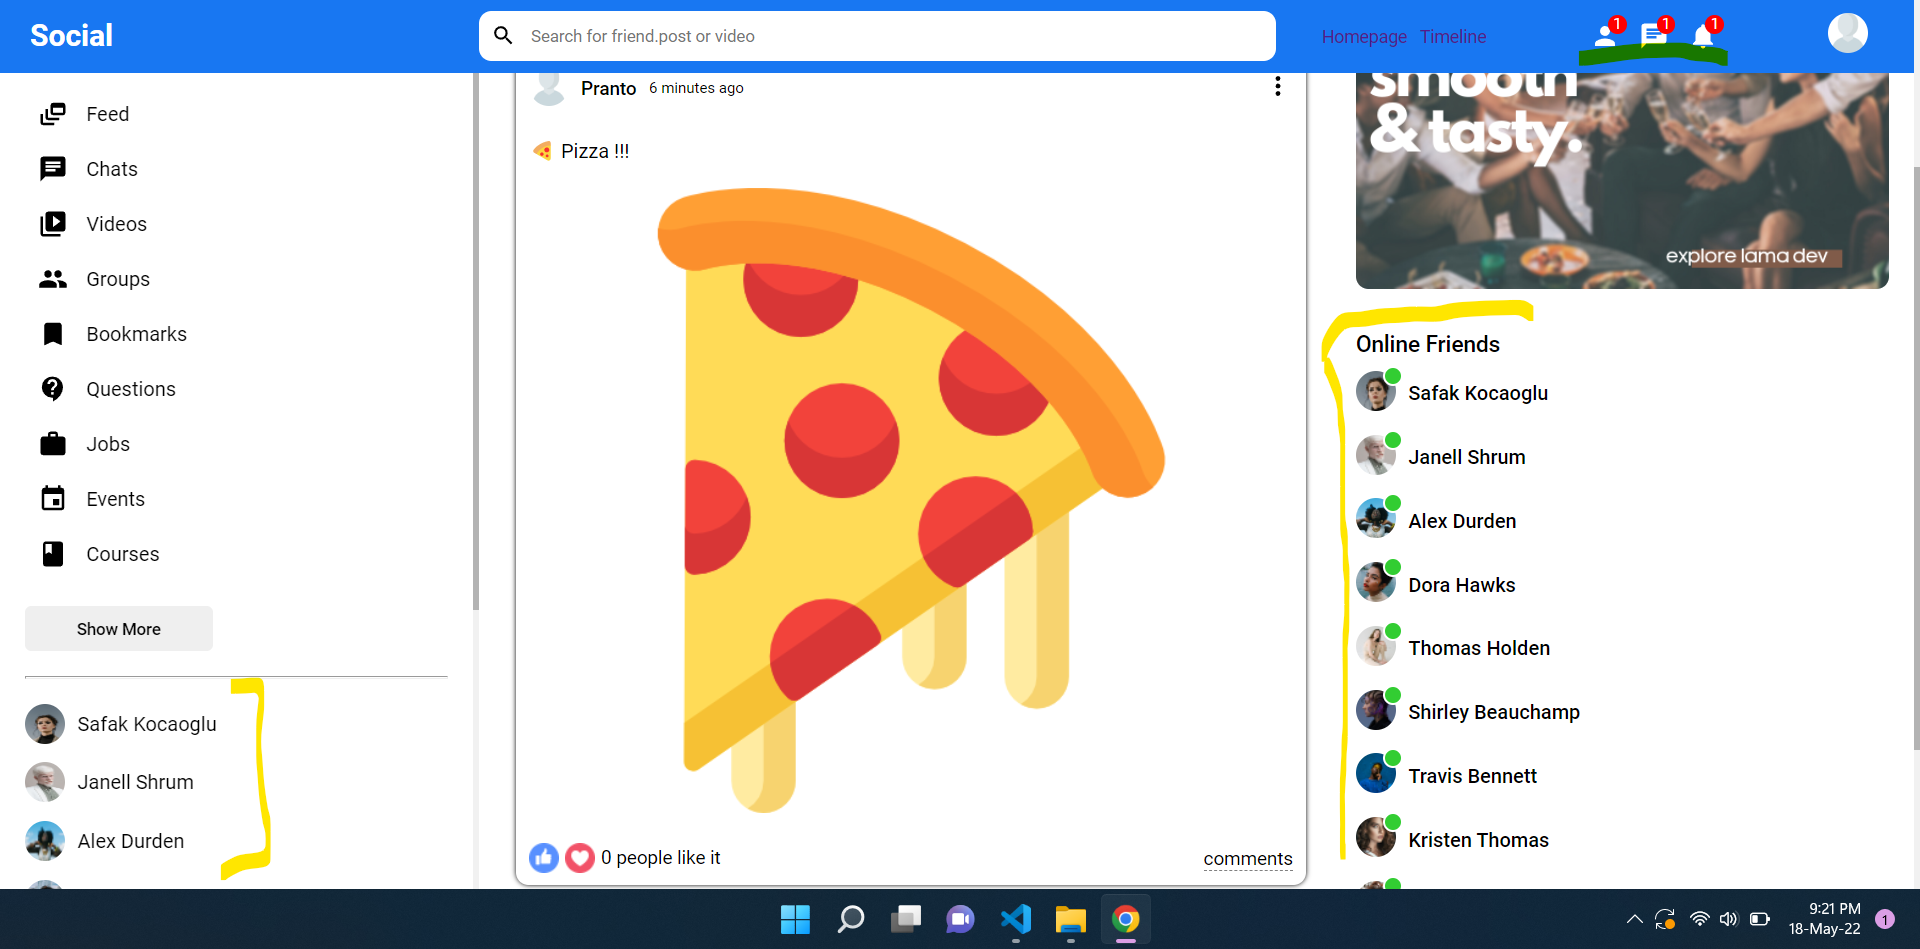 Social
Search for friend.post or video
Homepage Timeline
1 1 1
Feed
Chats
Videos
Groups
Bookmarks
Questions
Jobs
Events
Courses
Show More
Safak Kocaoglu
Janell Shrum
Alex Durden
Pranto 6 minutes ago
🍕 Pizza !!!
0 people like it
comments
smooth
& tasty.
explore lama dev
Online Friends
Safak Kocaoglu
Janell Shrum
Alex Durden
Dora Hawks
Thomas Holden
Shirley Beauchamp
Travis Bennett
Kristen Thomas
9:21 PM
18-May-22
1